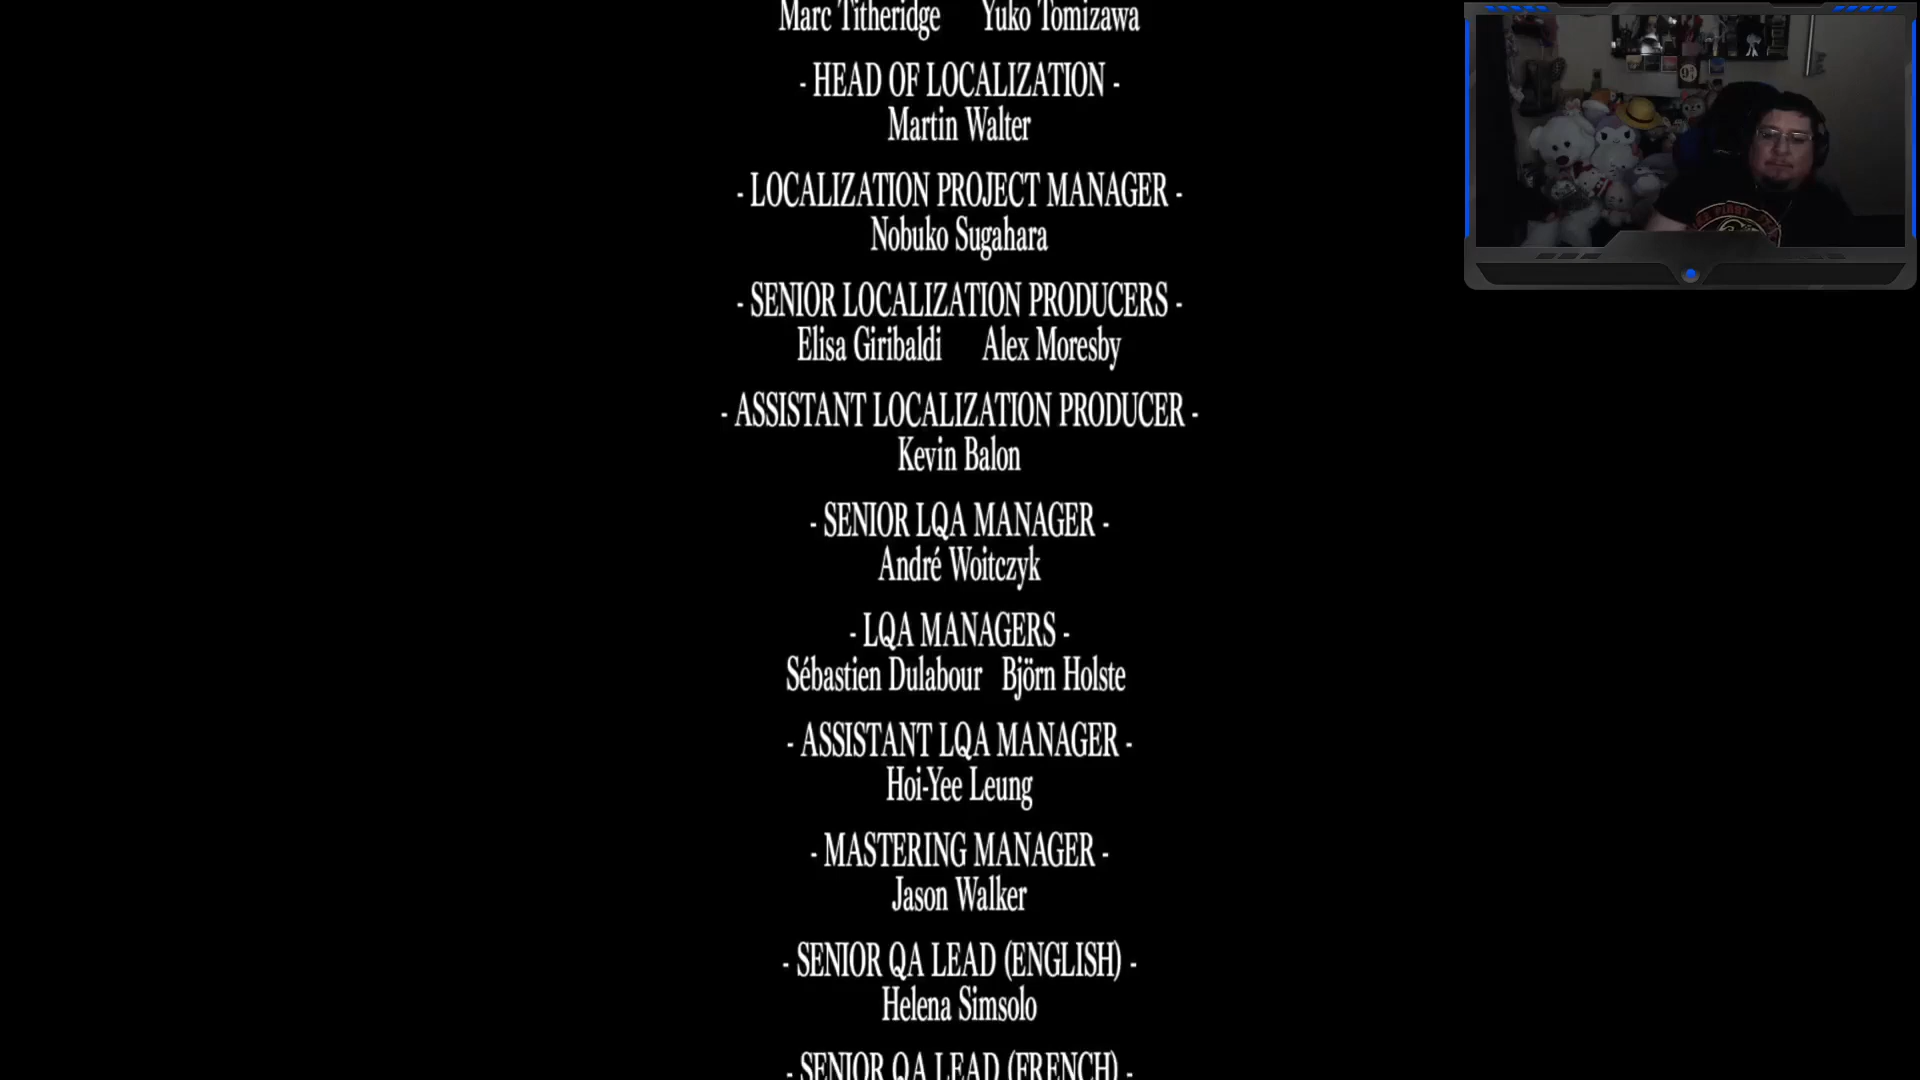 Marc Titheridge Yuko Tomizawa
- HEAD OF LOCALIZATION -
Martin Walter
- LOCALIZATION PROJECT MANAGER -
Nobuko Sugahara
- SENIOR LOCALIZATION PRODUCERS -
Elisa Giribaldi Alex Moresby
- ASSISTANT LOCALIZATION PRODUCER -
Kevin Balon
- SENIOR LQA MANAGER -
André Woitczyk
- LQA MANAGERS -
Sébastien Dulabour Björn Holste
- ASSISTANT LQA MANAGER -
Hoi-Yee Leung
- MASTERING MANAGER -
Jason Walker
- SENIOR QA LEAD (ENGLISH) -
Helena Simsolo
- SENIOR QA LEAD (FRENCH) -